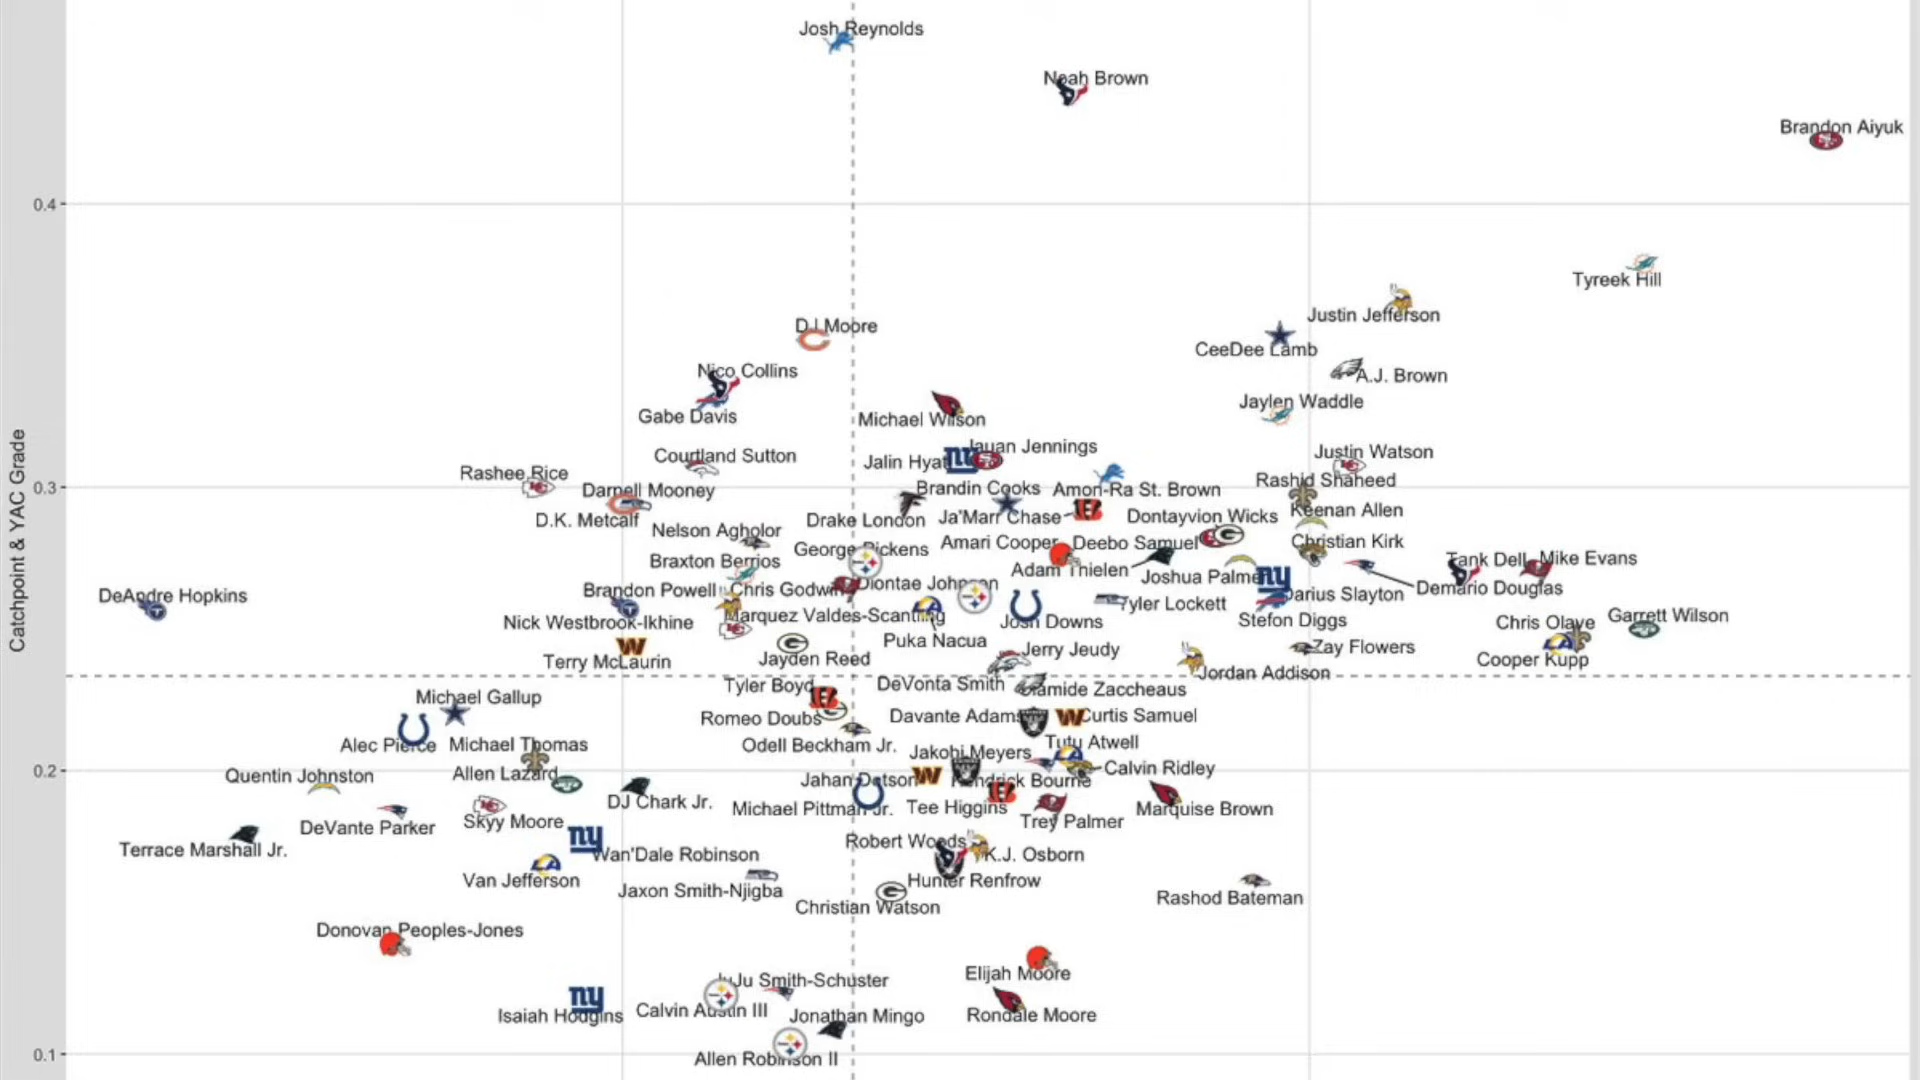 Josh Reynolds
Noah Brown
Brandon Aiyuk
0.4
Tyreek Hill
Justin Jefferson
DJ Moore
CeeDee Lamb
Nico Collins
A.J. Brown
Jaylen Waddle
Gabe Davis
Michael Wilson
Jauan Jennings
Justin Watson
Courtland Sutton
Jalin Hyatt
Rashee Rice
Rashid Shaheed
0.3
Darnell Mooney
Brandin Cooks
Amon-Ra St. Brown
Keenan Allen
D.K. Metcalf
Drake London
Ja'Marr Chase
Dontayvion Wicks
Nelson Agholor
Amari Cooper
Deebo Samuel
Christian Kirk
George Pickens
Braxton Berrios
Tank Dell
Mike Evans
Adam Thielen
Joshua Palmer
Catchpoint & YAC Grade
Brandon Powell
Chris Godwin
Diontae Johnson
Demario Douglas
DeAndre Hopkins
Darius Slayton
Tyler Lockett
Marquez Valdes-Scantling
Garrett Wilson
Nick Westbrook-Ikhine
Josh Downs
Stefon Diggs
Chris Olave
Puka Nacua
Jerry Jeudy
Zay Flowers
Terry McLaurin
Jayden Reed
Cooper Kupp
Jordan Addison
Tyler Boyd
DeVonta Smith
Olamide Zaccheaus
Michael Gallup
Romeo Doubs
Davante Adams
Curtis Samuel
Alec Pierce
Michael Thomas
Odell Beckham Jr.
Tutu Atwell
Jakobi Meyers
Calvin Ridley
0.2
Quentin Johnston
Allen Lazard
Jahan Dotson
Kendrick Bourne
DJ Chark Jr.
Michael Pittman Jr.
Tee Higgins
Marquise Brown
DeVante Parker
Skyy Moore
Trey Palmer
Terrace Marshall Jr.
Robert Woods
Wan'Dale Robinson
K.J. Osborn
Van Jefferson
Jaxon Smith-Njigba
Hunter Renfrow
Rashod Bateman
Christian Watson
Donovan Peoples-Jones
Elijah Moore
JuJu Smith-Schuster
Isaiah Hodgins
Calvin Austin III
Jonathan Mingo
Rondale Moore
0.1
Allen Robinson II